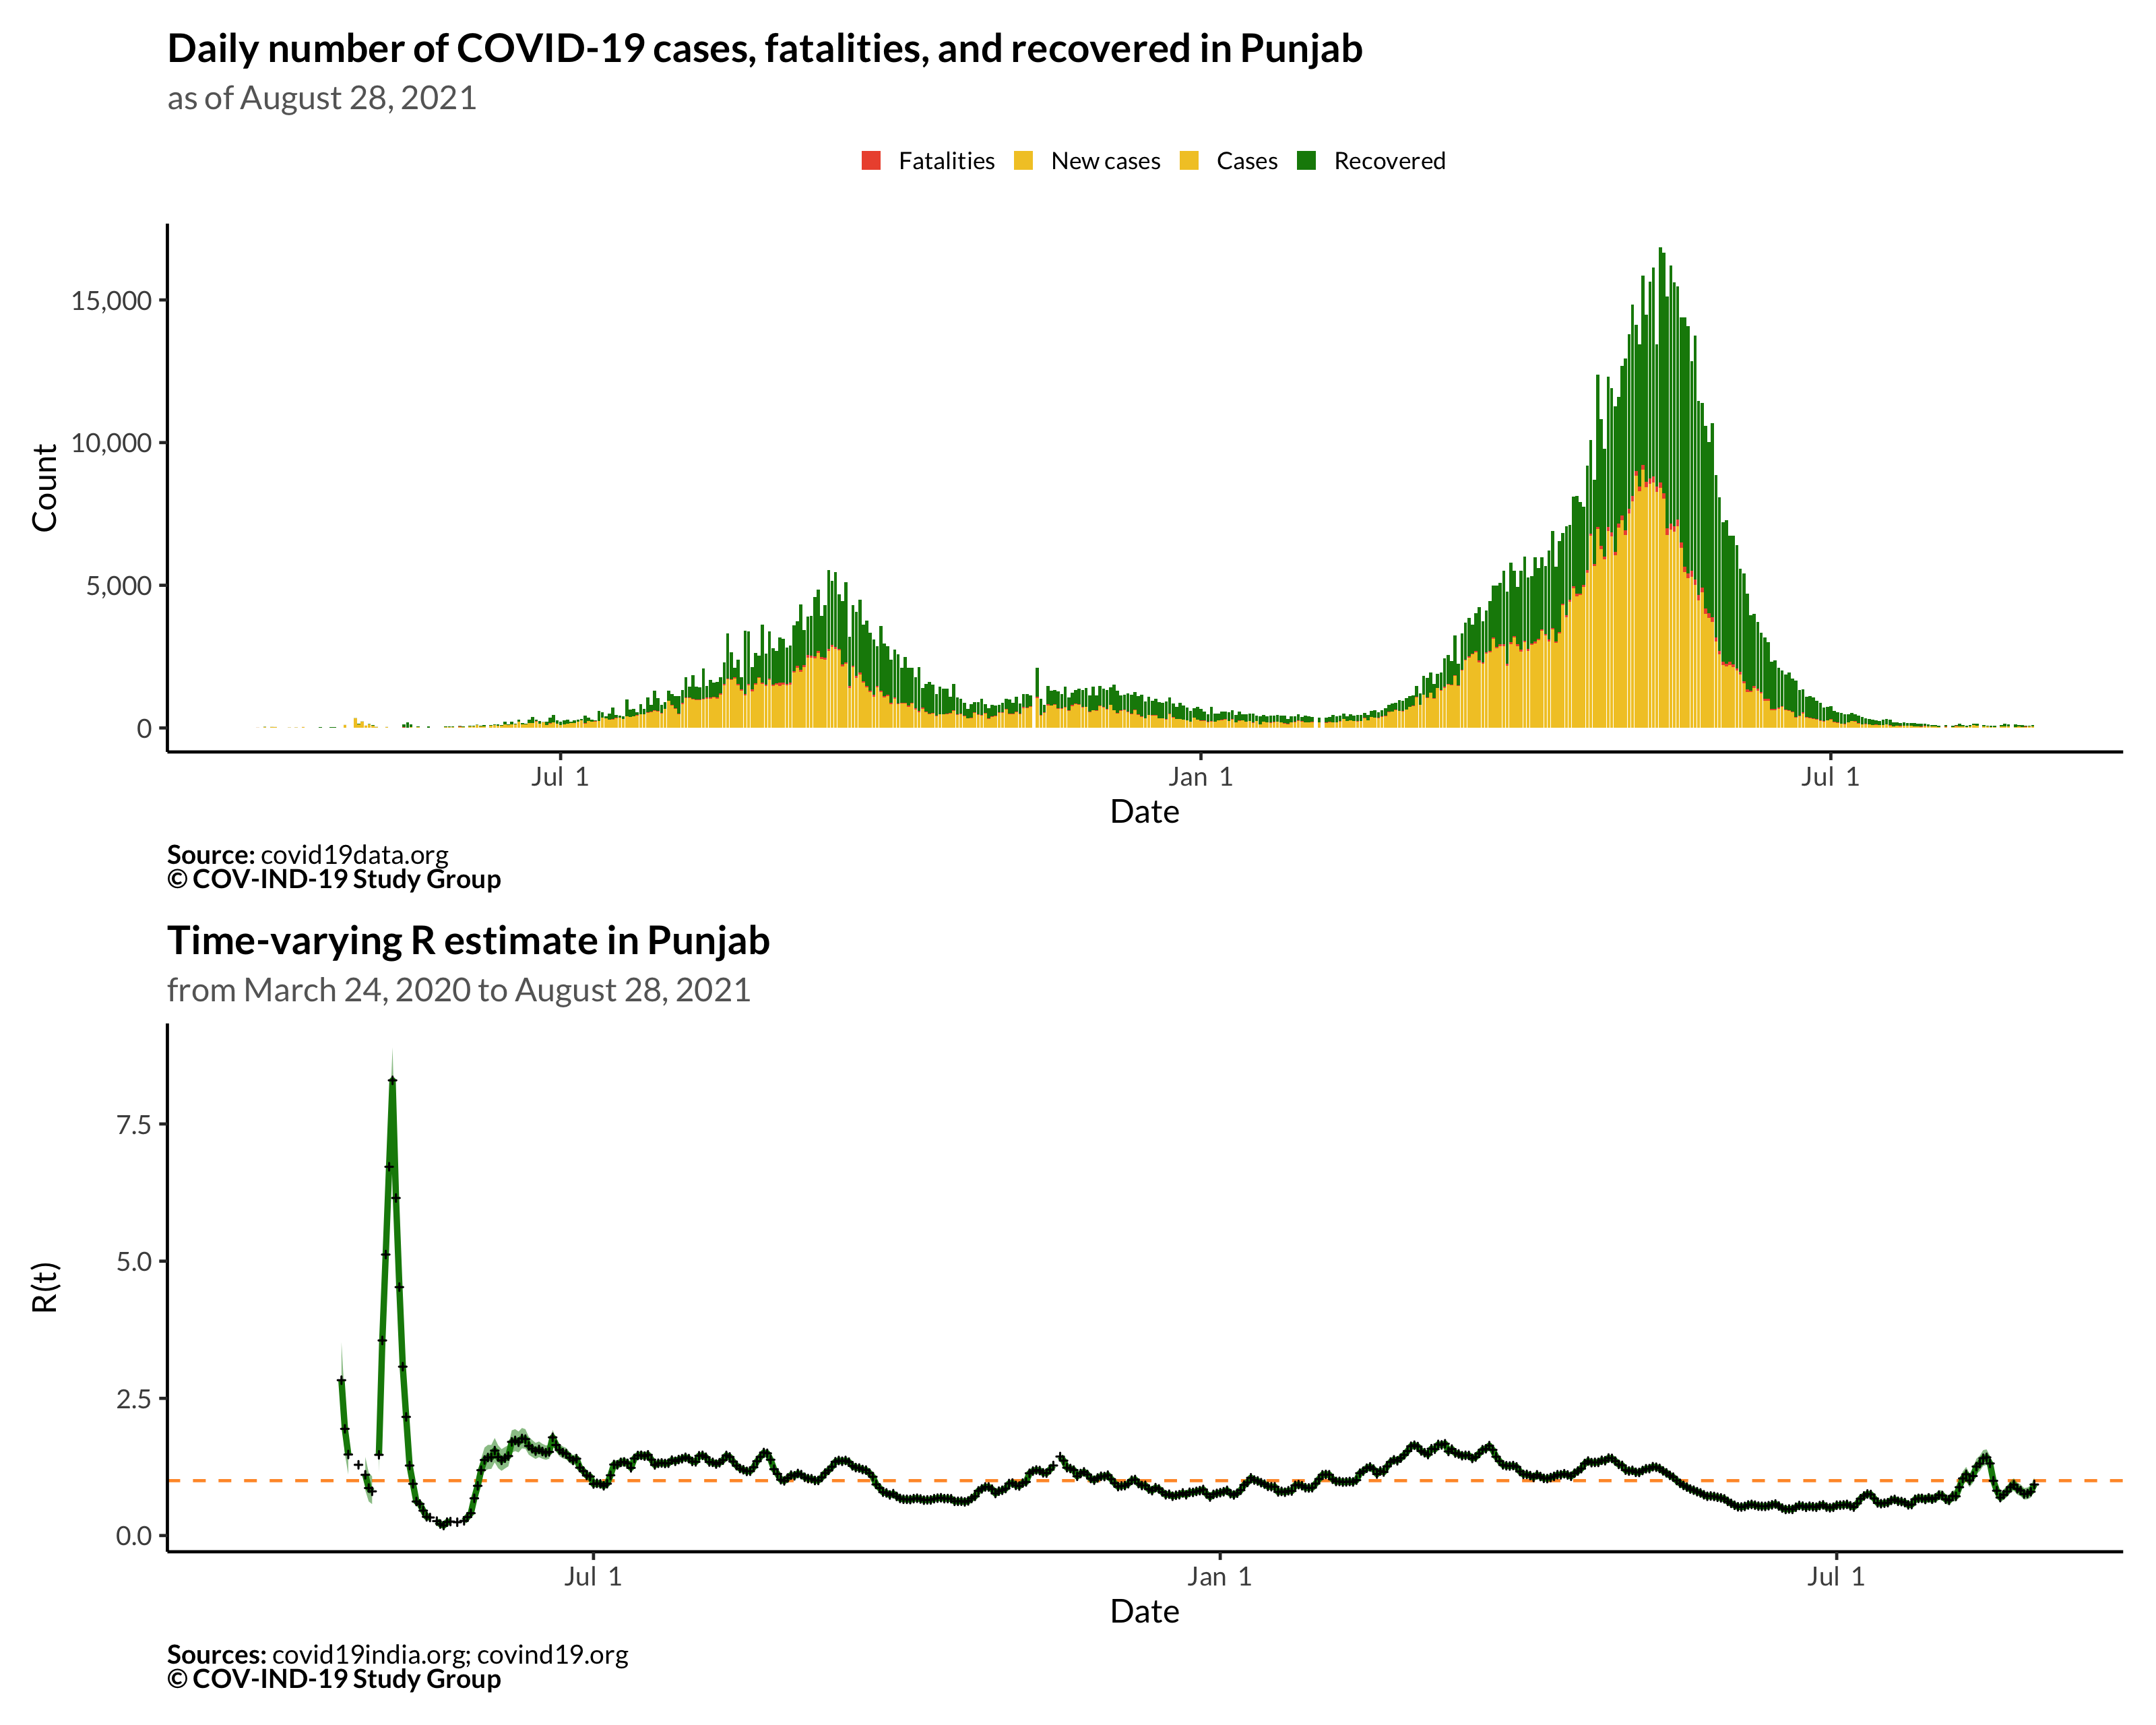 Daily number of COVID-19 cases, fatalities, and recovered in Punjab
as of August 28, 2021
Fatalities New cases Cases Recovered
Count
15,000
10,000
5,000
0
Jul 1 Jan 1 Jul 1
Date
Source: covid19data.org
© COV-IND-19 Study Group
Time-varying R estimate in Punjab
from March 24, 2020 to August 28, 2021
R(t)
7.5
5.0
2.5
0.0
Jul 1 Jan 1 Jul 1
Date
Sources: covid19india.org; covind19.org
© COV-IND-19 Study Group